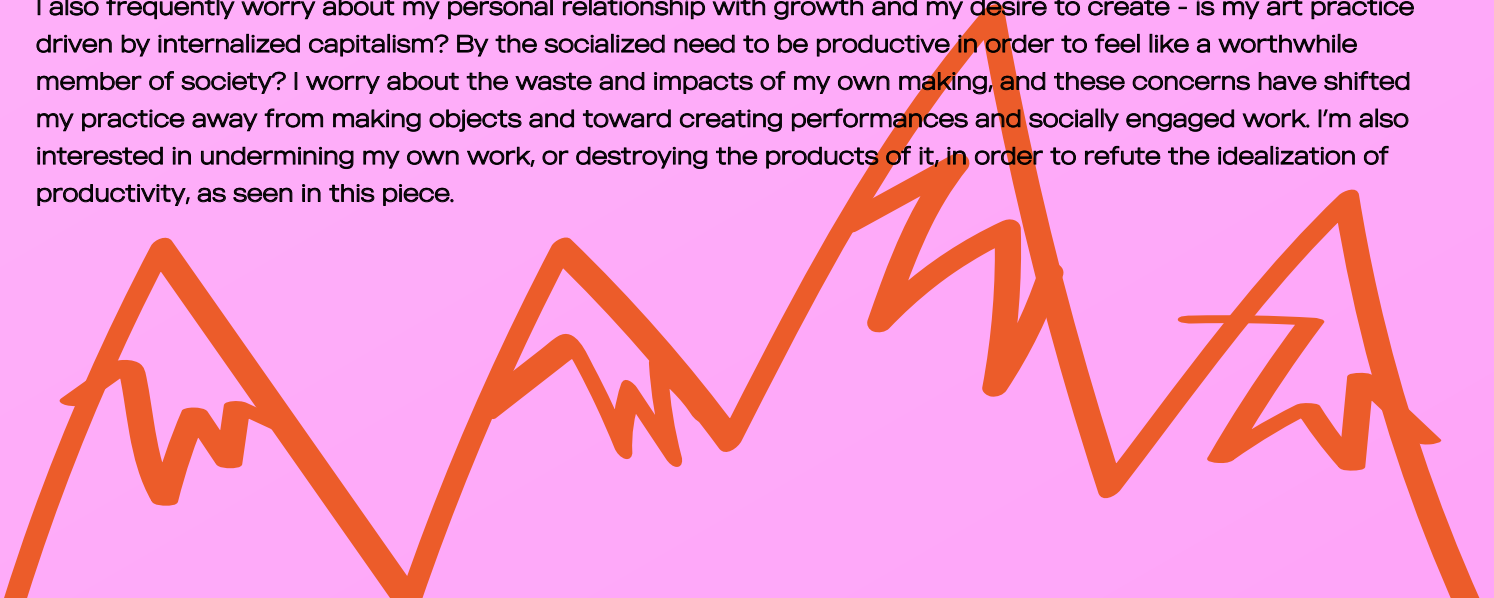 I also frequently worry about my personal relationship with growth and my desire to create - is my art practice
driven by internalized capitalism? By the socialized need to be productive in order to feel like a worthwhile
member of society? I worry about the waste and impacts of my own making, and these concerns have shifted
my practice away from making objects and toward creating performances and socially engaged work. I’m also
interested in undermining my own work, or destroying the products of it, in order to refute the idealization of
productivity, as seen in this piece.